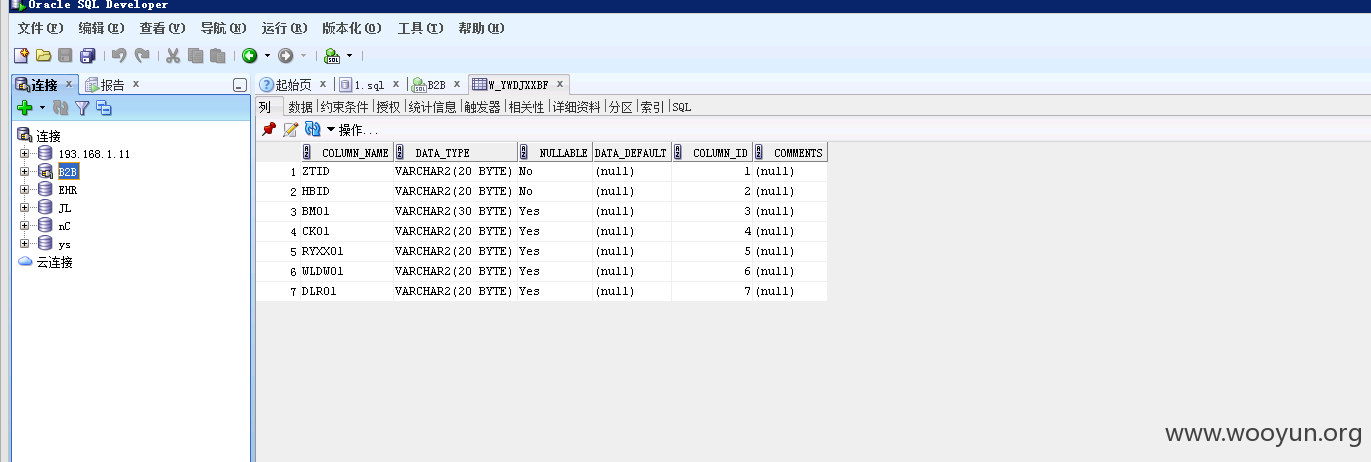 Oracle SQL Developer
文件(F) 编辑(E) 查看(V) 导航(N) 运行(R) 版本化(O) 工具(T) 帮助(H)
连接 x 报告 x
起始页 x 1.sql x B2B x W_YWDJXXBF x
列 数据 约束条件 授权 统计信息 触发器 相关性 详细资料 分区 索引 SQL
操作...
连接
193.168.1.11
B2B
EHR
JL
nC
ys
云连接
COLUMN_NAME DATA_TYPE NULLABLE DATA_DEFAULT COLUMN_ID COMMENTS
1 ZTID VARCHAR2(20 BYTE) No (null) 1 (null)
2 HBID VARCHAR2(20 BYTE) No (null) 2 (null)
3 BM01 VARCHAR2(30 BYTE) Yes (null) 3 (null)
4 CK01 VARCHAR2(20 BYTE) Yes (null) 4 (null)
5 RYXX01 VARCHAR2(20 BYTE) Yes (null) 5 (null)
6 WLDW01 VARCHAR2(20 BYTE) Yes (null) 6 (null)
7 DLR01 VARCHAR2(20 BYTE) Yes (null) 7 (null)
www.wooyun.org